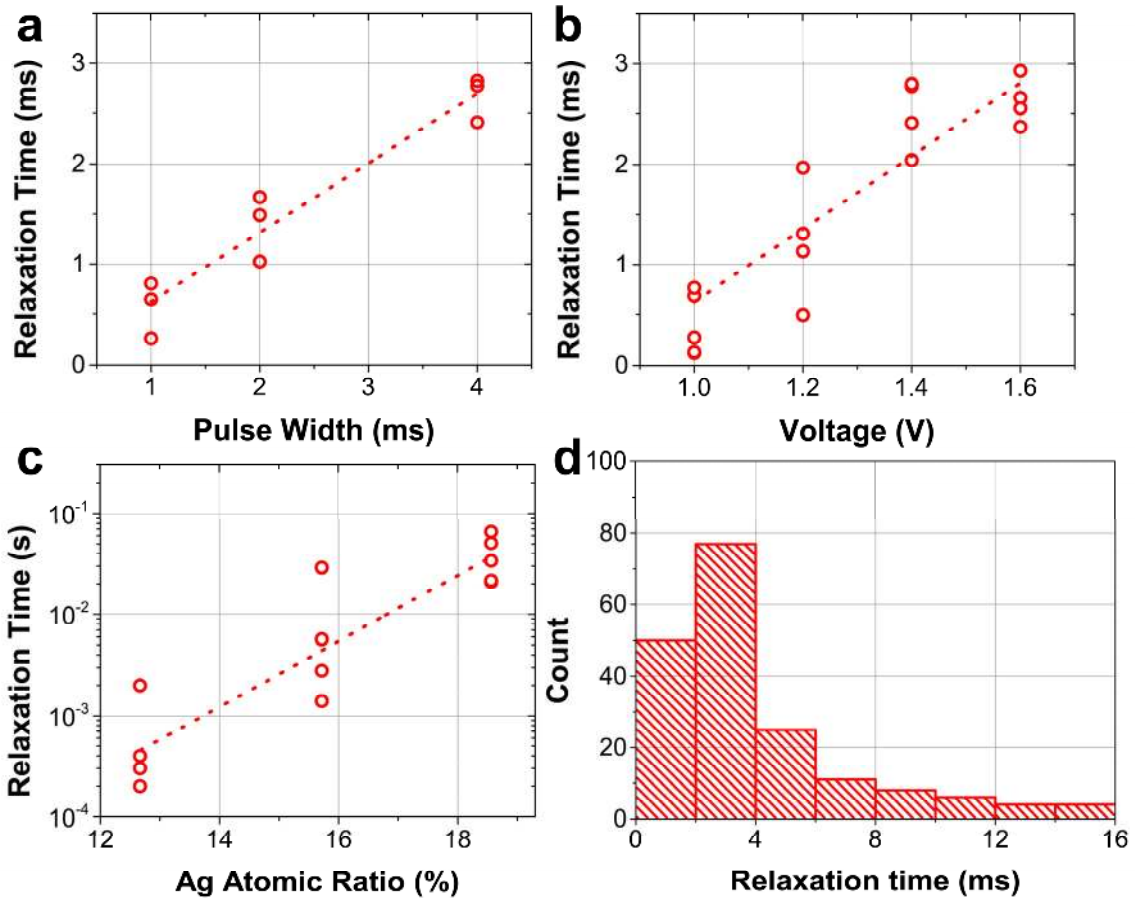 a
Relaxation Time (ms)
3
2
1
0
1 2 3 4
Pulse Width (ms)
b
Relaxation Time (ms)
3
2
1
0
1.0 1.2 1.4 1.6
Voltage (V)
c
Relaxation Time (s)
10⁻¹
10⁻²
10⁻³
10⁻⁴
12 14 16 18
Ag Atomic Ratio (%)
d
Count
100
80
60
40
20
0
0 4 8 12 16
Relaxation time (ms)